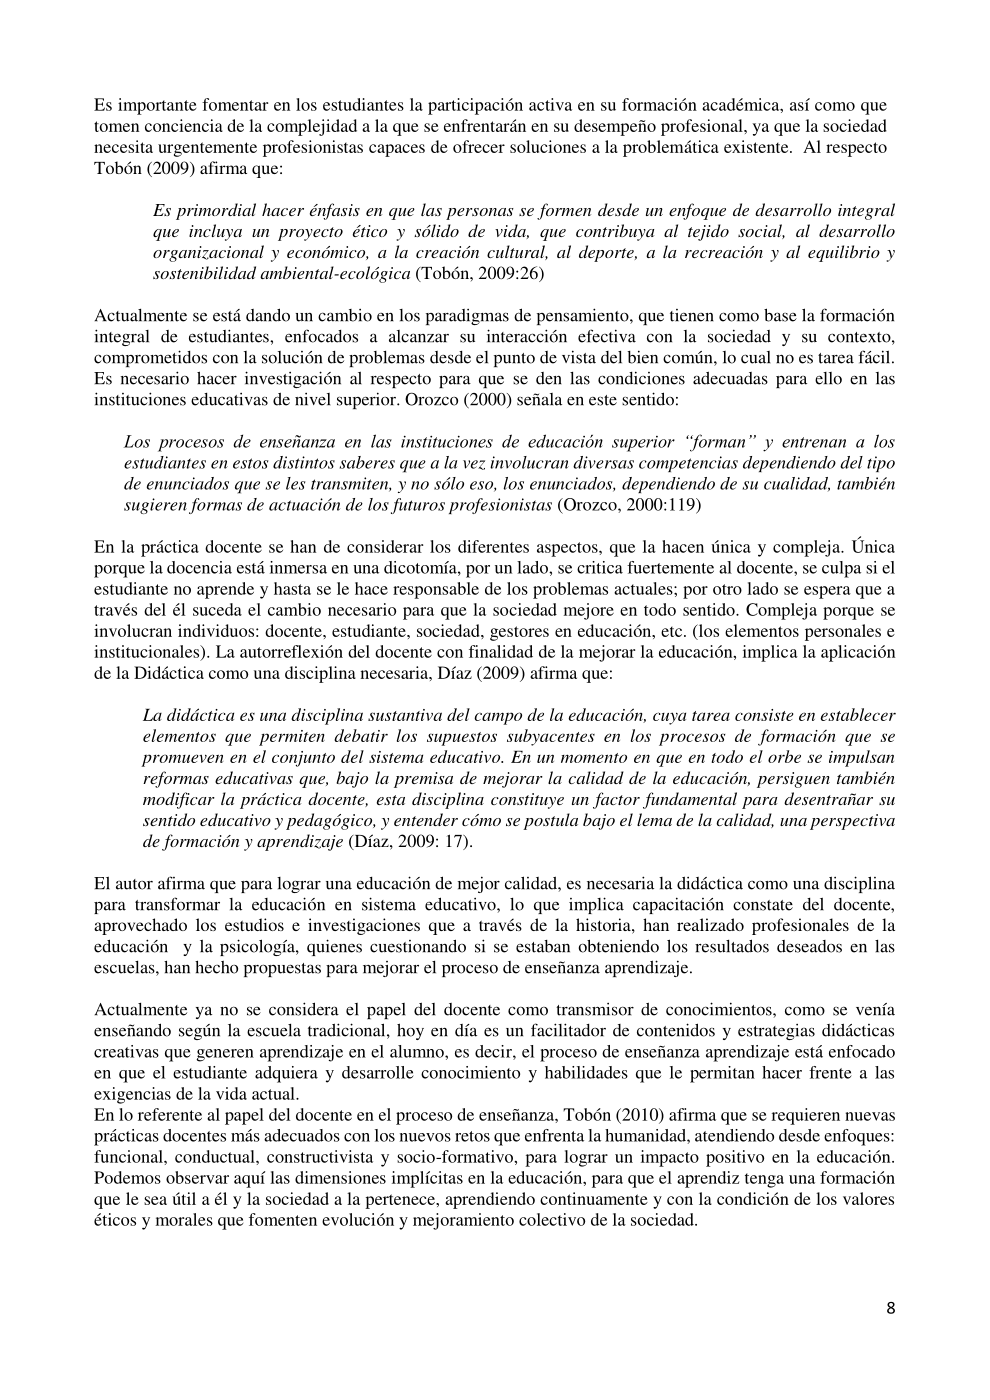 Es importante fomentar en los estudiantes la participación activa en su formación académica, así como que
tomen conciencia de la complejidad a la que se enfrentarán en su desempeño profesional, ya que la sociedad
necesita urgentemente profesionistas capaces de ofrecer soluciones a la problemática existente.  Al respecto
Tobón (2009) afirma que:
Es primordial hacer énfasis en que las personas se formen desde un enfoque de desarrollo integral
que incluya un proyecto ético y sólido de vida, que contribuya al tejido social, al desarrollo
organizacional y económico, a la creación cultural, al deporte, a la recreación y al equilibrio y
sostenibilidad ambiental-ecológica (Tobón, 2009:26)
Actualmente se está dando un cambio en los paradigmas de pensamiento, que tienen como base la formación
integral de estudiantes, enfocados a alcanzar su interacción efectiva con la sociedad y su contexto,
comprometidos con la solución de problemas desde el punto de vista del bien común, lo cual no es tarea fácil.
Es necesario hacer investigación al respecto para que se den las condiciones adecuadas para ello en las
instituciones educativas de nivel superior. Orozco (2000) señala en este sentido:
Los procesos de enseñanza en las instituciones de educación superior “forman” y entrenan a los
estudiantes en estos distintos saberes que a la vez involucran diversas competencias dependiendo del tipo
de enunciados que se les transmiten, y no sólo eso, los enunciados, dependiendo de su cualidad, también
sugieren formas de actuación de los futuros profesionistas (Orozco, 2000:119)
En la práctica docente se han de considerar los diferentes aspectos, que la hacen única y compleja. Única
porque la docencia está inmersa en una dicotomía, por un lado, se critica fuertemente al docente, se culpa si el
estudiante no aprende y hasta se le hace responsable de los problemas actuales; por otro lado se espera que a
través del él suceda el cambio necesario para que la sociedad mejore en todo sentido. Compleja porque se
involucran individuos: docente, estudiante, sociedad, gestores en educación, etc. (los elementos personales e
institucionales). La autorreflexión del docente con finalidad de la mejorar la educación, implica la aplicación
de la Didáctica como una disciplina necesaria, Díaz (2009) afirma que:
La didáctica es una disciplina sustantiva del campo de la educación, cuya tarea consiste en establecer
elementos que permiten debatir los supuestos subyacentes en los procesos de formación que se
promueven en el conjunto del sistema educativo. En un momento en que en todo el orbe se impulsan
reformas educativas que, bajo la premisa de mejorar la calidad de la educación, persiguen también
modificar la práctica docente, esta disciplina constituye un factor fundamental para desentrañar su
sentido educativo y pedagógico, y entender cómo se postula bajo el lema de la calidad, una perspectiva
de formación y aprendizaje (Díaz, 2009: 17).
El autor afirma que para lograr una educación de mejor calidad, es necesaria la didáctica como una disciplina
para transformar la educación en sistema educativo, lo que implica capacitación constate del docente,
aprovechado los estudios e investigaciones que a través de la historia, han realizado profesionales de la
educación  y la psicología, quienes cuestionando si se estaban obteniendo los resultados deseados en las
escuelas, han hecho propuestas para mejorar el proceso de enseñanza aprendizaje.
Actualmente ya no se considera el papel del docente como transmisor de conocimientos, como se venía
enseñando según la escuela tradicional, hoy en día es un facilitador de contenidos y estrategias didácticas
creativas que generen aprendizaje en el alumno, es decir, el proceso de enseñanza aprendizaje está enfocado
en que el estudiante adquiera y desarrolle conocimiento y habilidades que le permitan hacer frente a las
exigencias de la vida actual.
En lo referente al papel del docente en el proceso de enseñanza, Tobón (2010) afirma que se requieren nuevas
prácticas docentes más adecuados con los nuevos retos que enfrenta la humanidad, atendiendo desde enfoques:
funcional, conductual, constructivista y socio-formativo, para lograr un impacto positivo en la educación.
Podemos observar aquí las dimensiones implícitas en la educación, para que el aprendiz tenga una formación
que le sea útil a él y la sociedad a la pertenece, aprendiendo continuamente y con la condición de los valores
éticos y morales que fomenten evolución y mejoramiento colectivo de la sociedad.
8